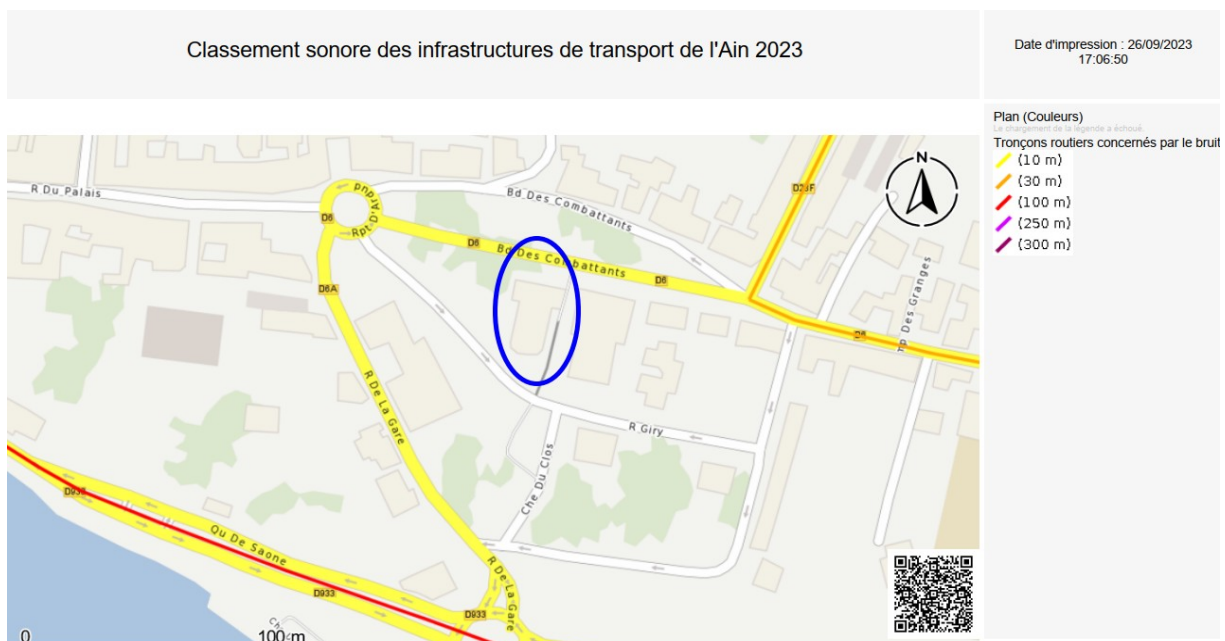 Classement sonore des infrastructures de transport de l'Ain 2023
Date d'impression : 26/09/2023
17:06:50
Plan (Couleurs)
Le chargement de la légende a échoué.
Tronçons routiers concernés par le bruit
(10 m)
(30 m)
(100 m)
(250 m)
(300 m)
N
R Du Palais
D6
Rpt D'Ardud
Bd Des Combattants
D6
Bd Des Combattants
D6
D6
D6A
R De La Gare
R Giry
Che Du Clos
Des Granges
Qu De Saone
D933
D933
R De La Gare
0
100 m